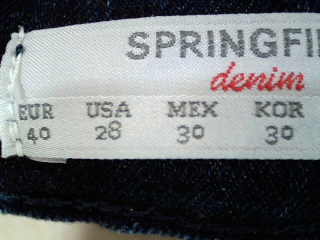 SPRINGFI
denim
EUR USA MEX KOR
40 28 30 30